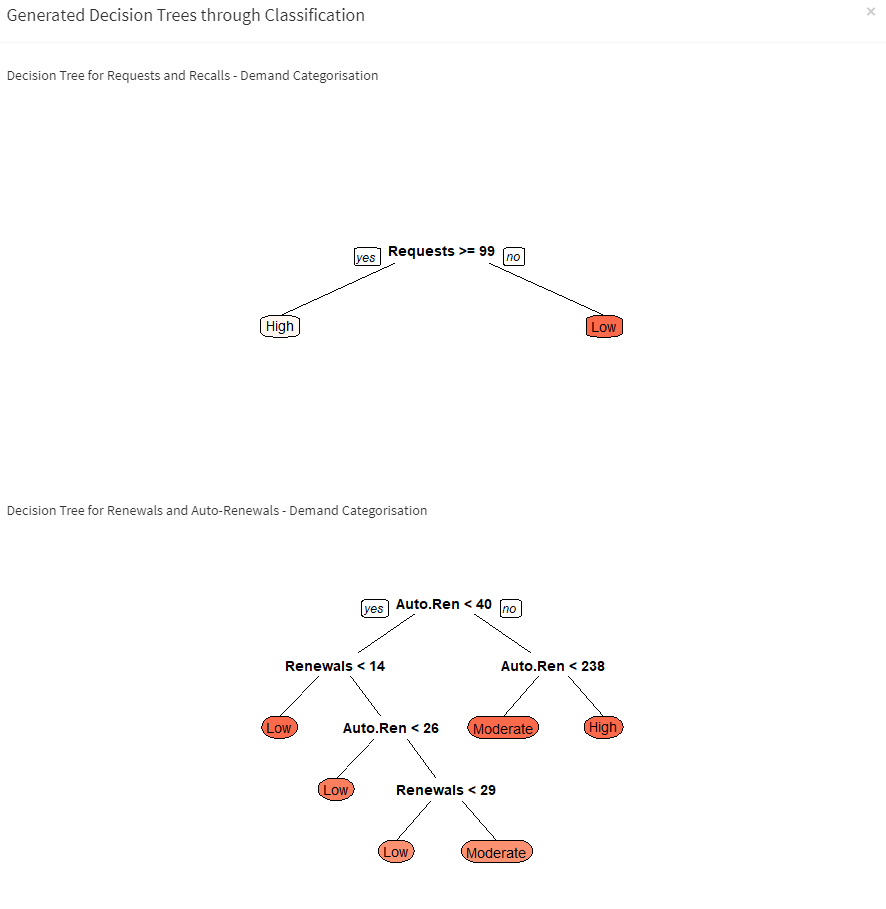 Generated Decision Trees through Classification
×
Decision Tree for Requests and Recalls - Demand Categorisation
yes Requests >= 99 no
High Low
Decision Tree for Renewals and Auto-Renewals - Demand Categorisation
yes Auto.Ren < 40 no
Renewals < 14 Auto.Ren < 238
Low Auto.Ren < 26 Moderate High
Low Renewals < 29
Low Moderate